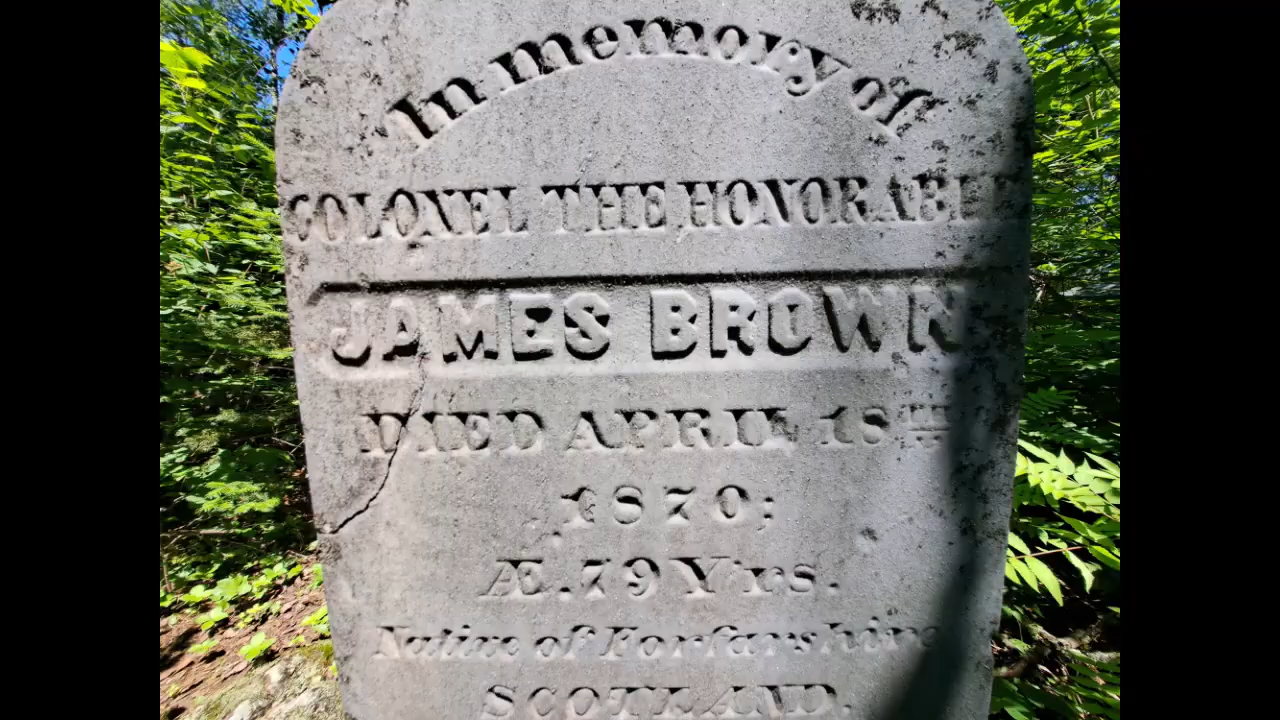 In memory of
COLONEL THE HONORABLE
JAMES BROWN
DIED APRIL 18TH
1870;
Æ. 79 Yrs.
Native of Forfarshire
SCOTLAND.